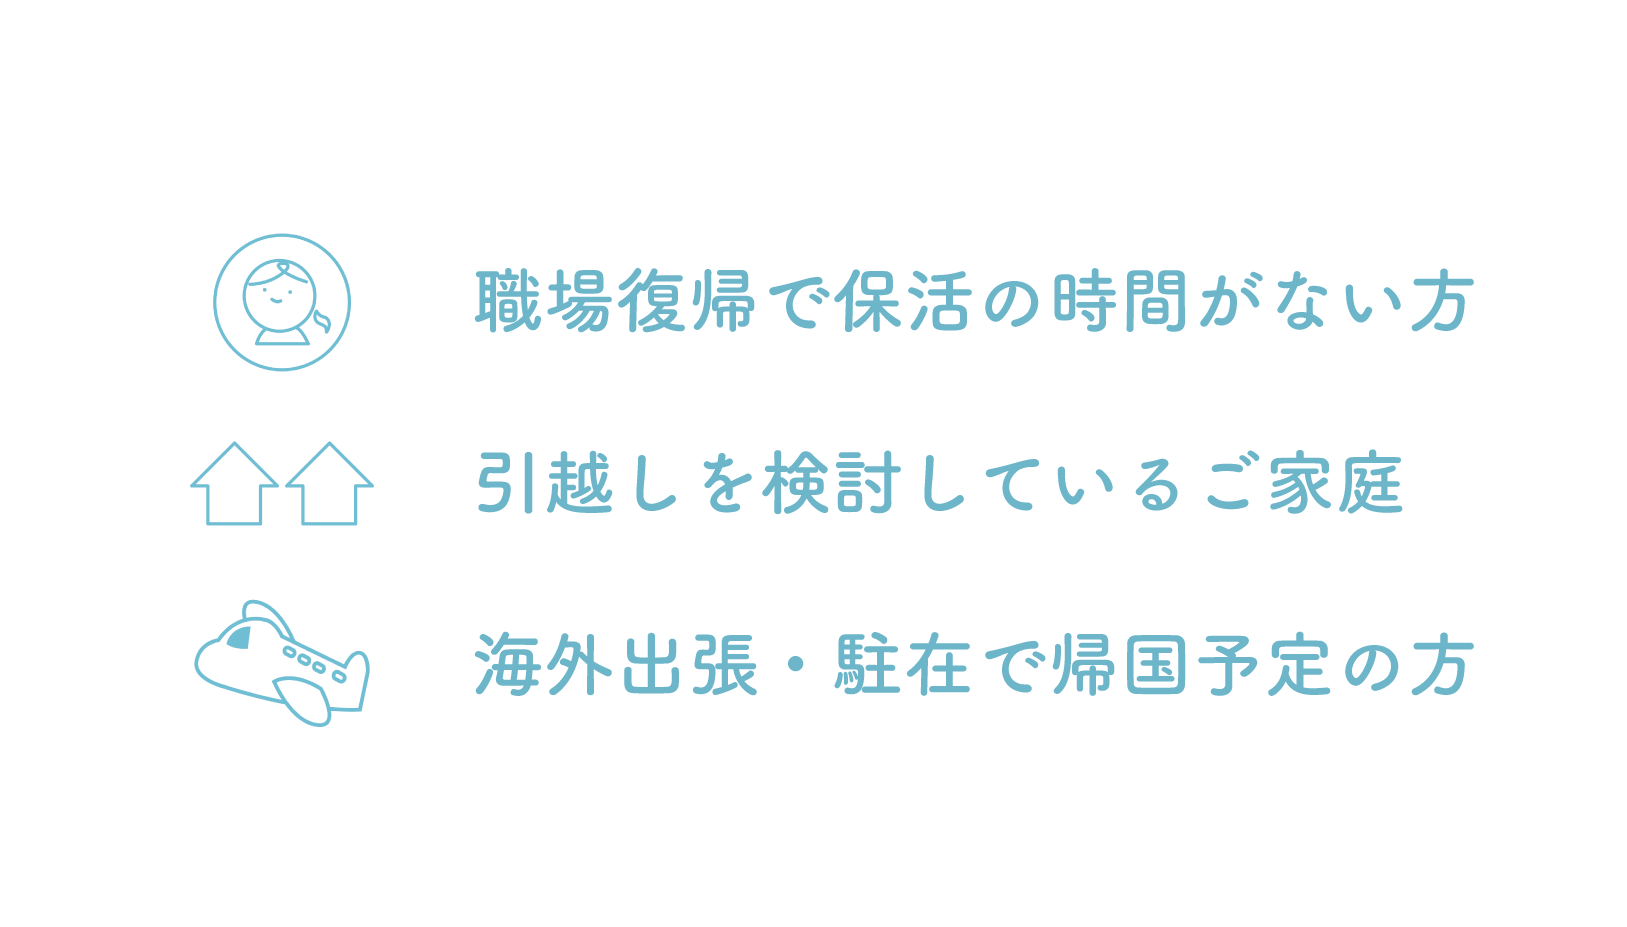 職場復帰で保活の時間がない方
引越しを検討しているご家庭
海外出張・駐在で帰国予定の方